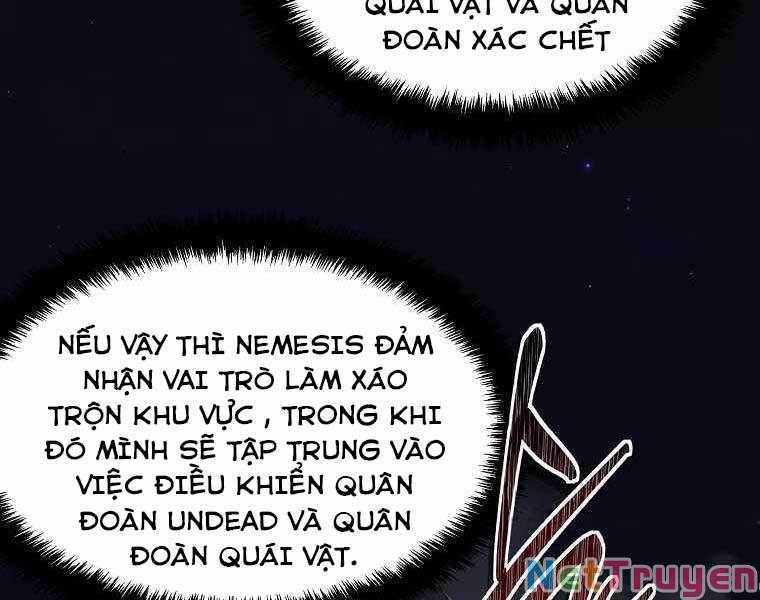 QUÁI VẬT VÀ QUÂN
ĐOÀN XÁC CHẾT
NẾU VẬY THÌ NEMESIS ĐẢM
NHẬN VAI TRÒ LÀM XÁO
TRỘN KHU VỰC , TRONG KHI
ĐÓ MÌNH SẼ TẬP TRUNG VÀO
VIỆC ĐIỀU KHIỂN QUÂN
ĐOÀN UNDEAD VÀ QUÂN
ĐOÀN QUÁI VẬT.
NetTruyen